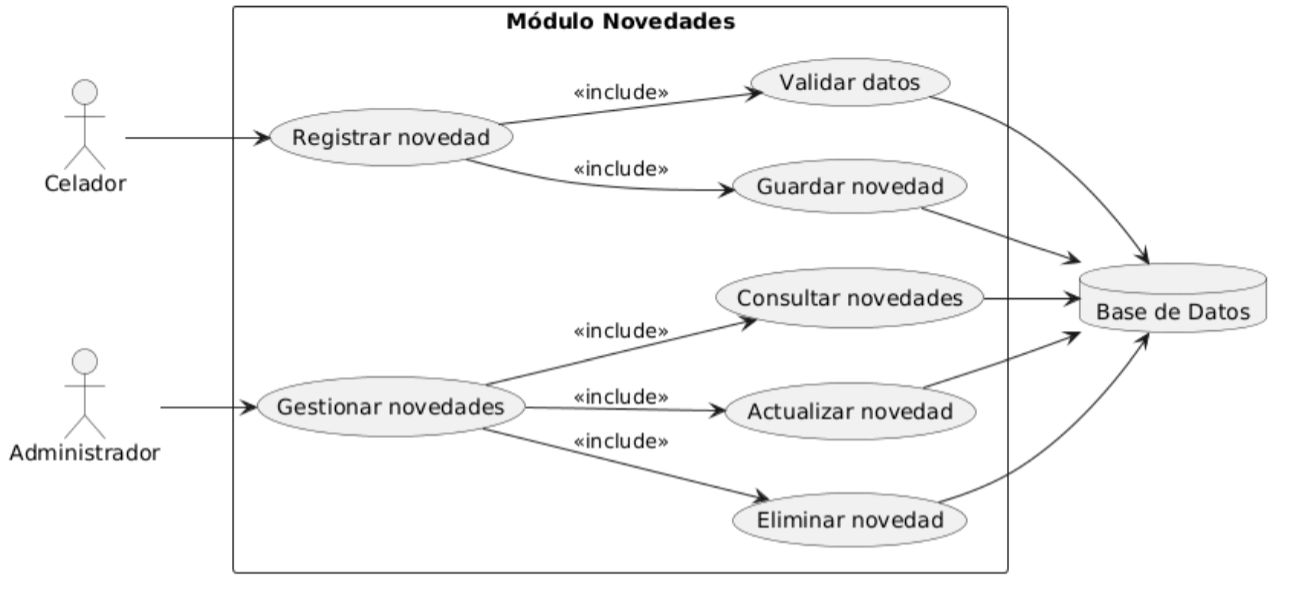 Módulo Novedades
Celador
Registrar novedad
«include»
Validar datos
«include»
Guardar novedad
Administrador
Gestionar novedades
«include»
Consultar novedades
«include»
Actualizar novedad
«include»
Eliminar novedad
Base de Datos